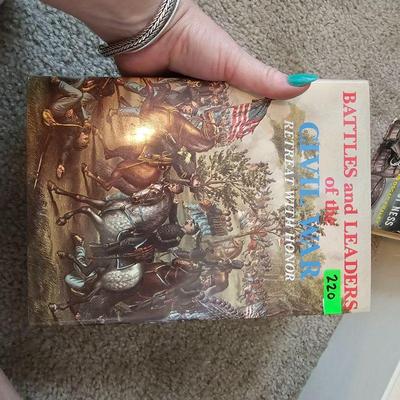 BATTLES and LEADERS
of the
CIVIL WAR
RETREAT WITH HONOR
220